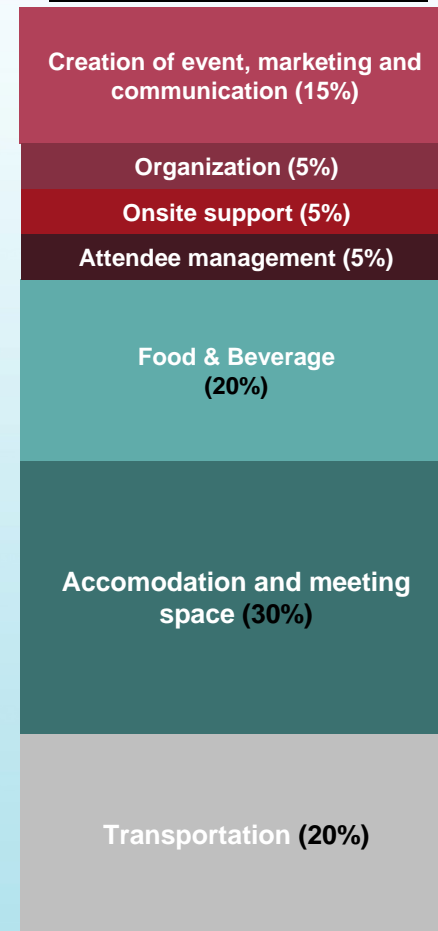 Creation of event, marketing and
communication (15%)
Organization (5%)
Onsite support (5%)
Attendee management (5%)
Food & Beverage
(20%)
Accomodation and meeting
space (30%)
Transportation (20%)